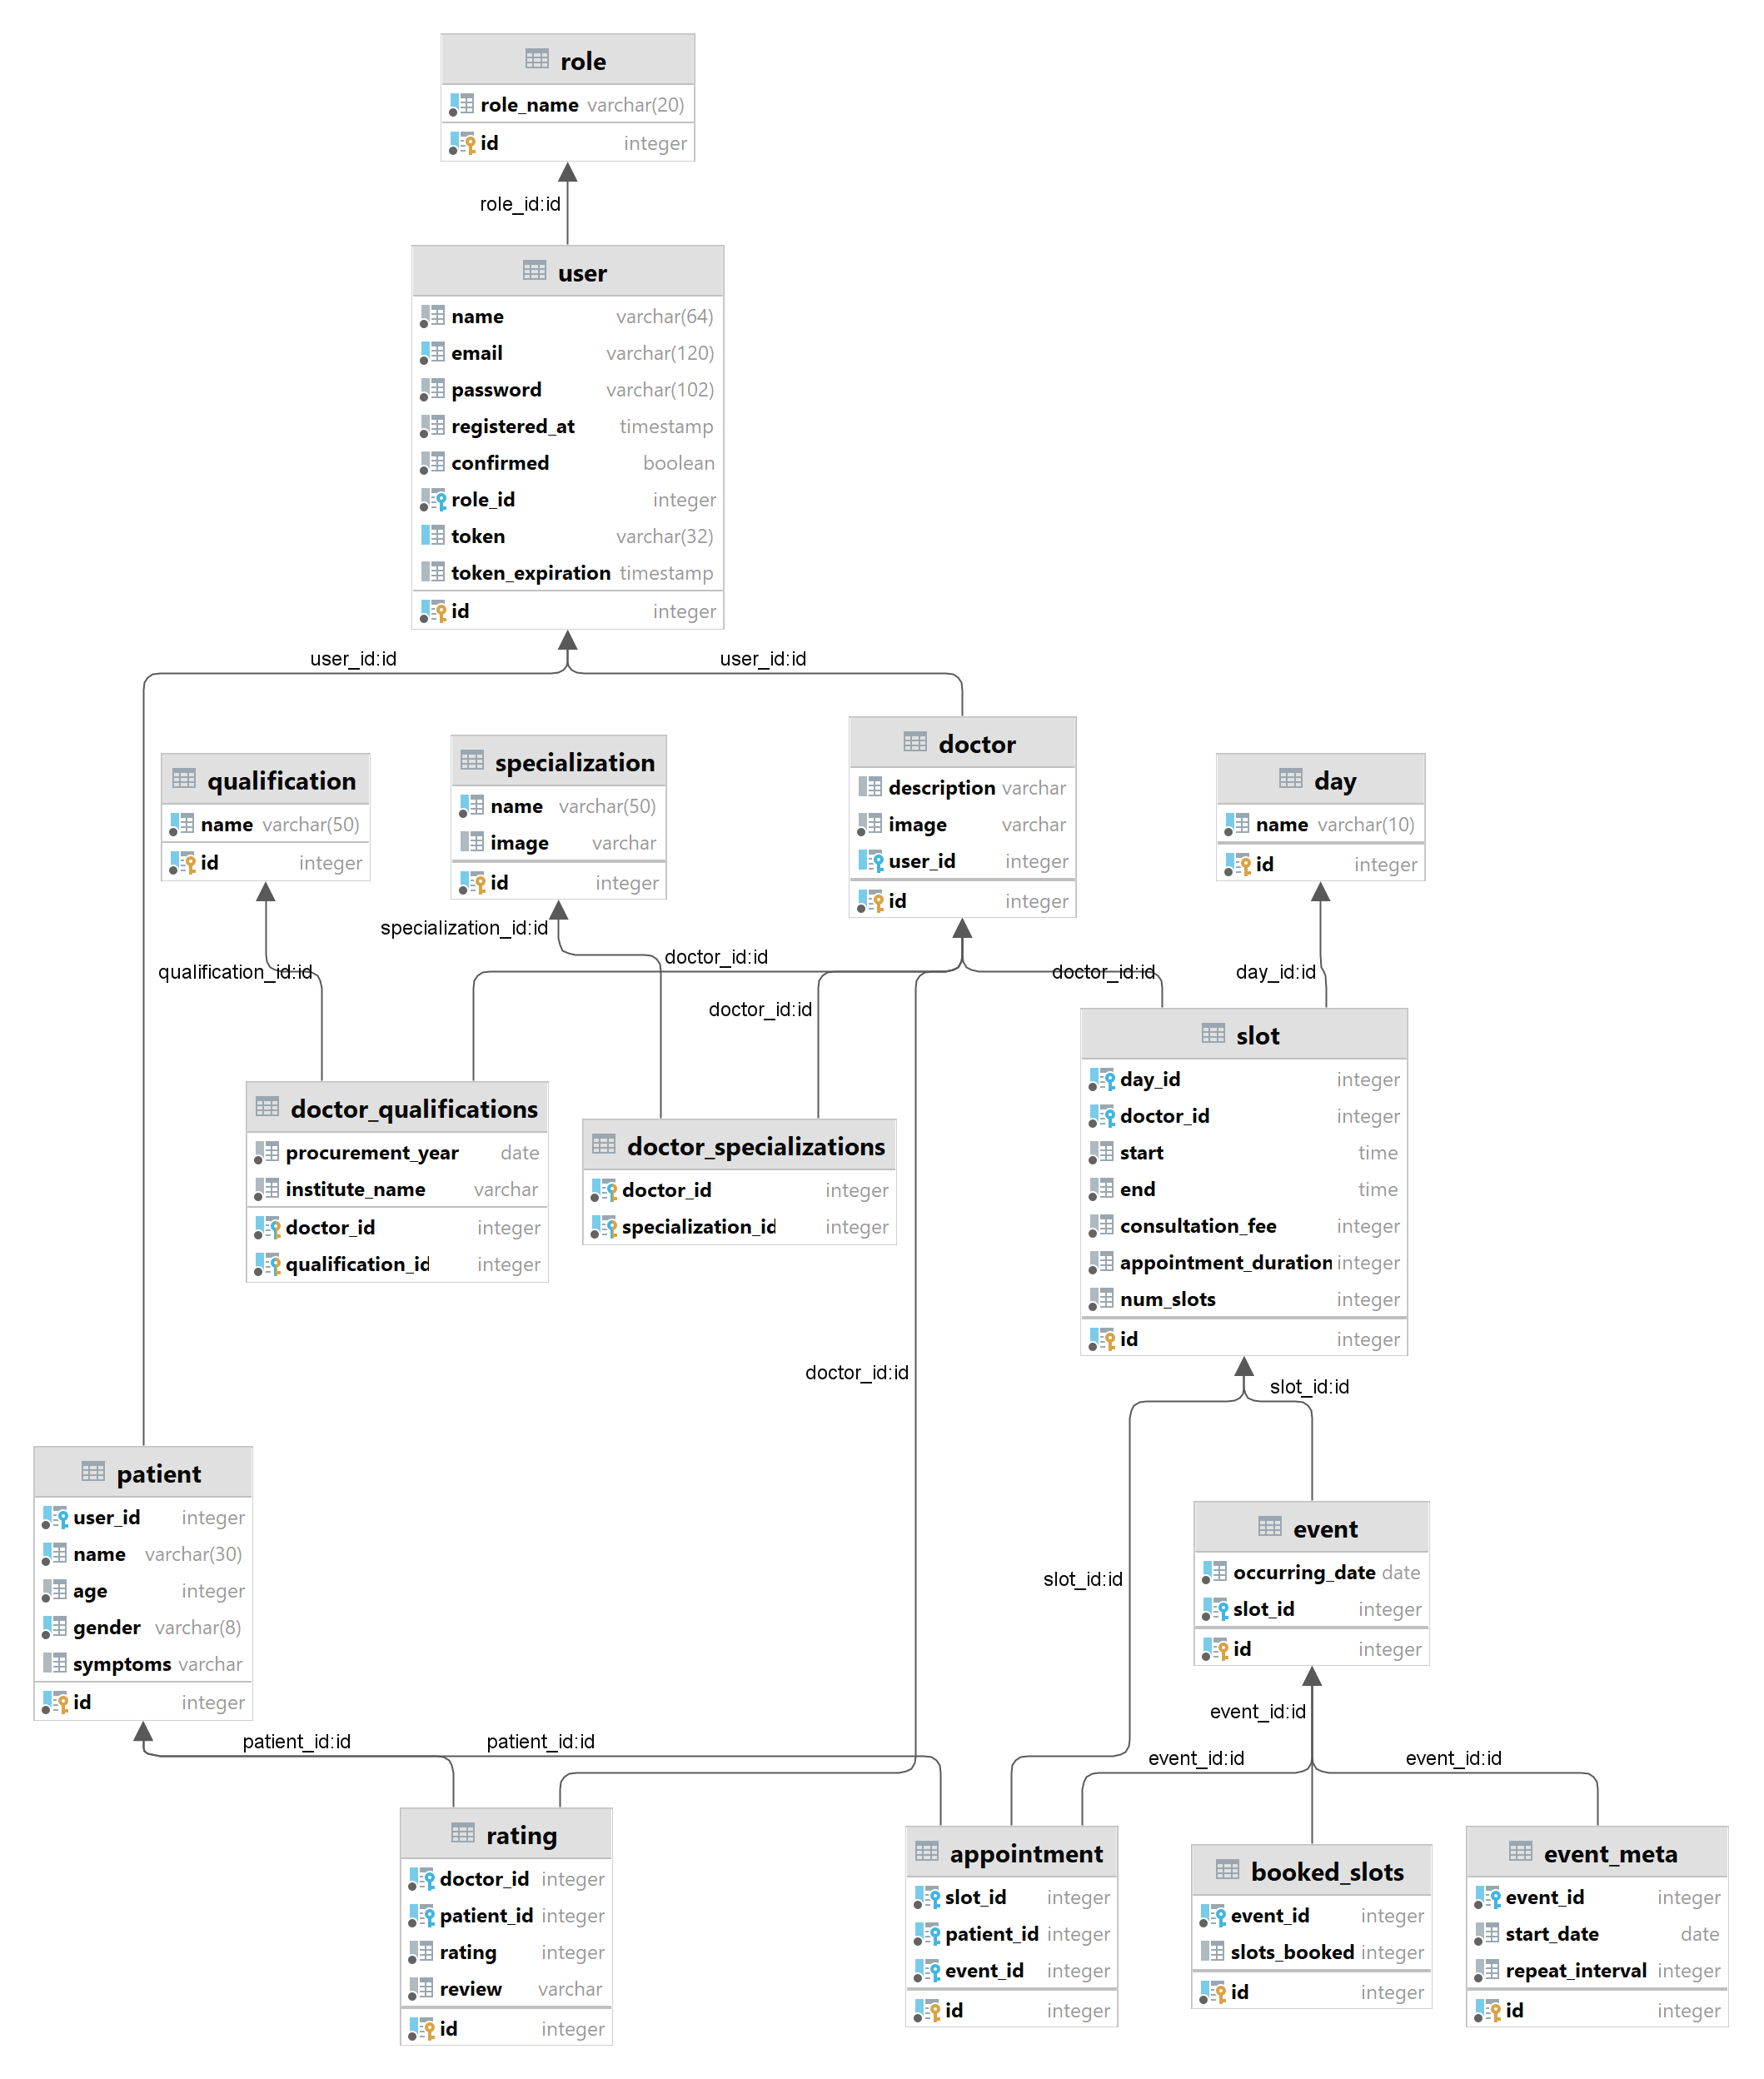 role
role_name varchar(20)
id integer
role_id:id
user
name varchar(64)
email varchar(120)
password varchar(102)
registered_at timestamp
confirmed boolean
role_id integer
token varchar(32)
token_expiration timestamp
id integer
user_id:id
user_id:id
qualification
name varchar(50)
id integer
specialization
name varchar(50)
image varchar
id integer
doctor
description varchar
image varchar
user_id integer
id integer
day
name varchar(10)
id integer
specialization_id:id
doctor_id:id
qualification_id:id
doctor_id:id
day_id:id
doctor_id:id
slot
day_id integer
doctor_id integer
start time
end time
consultation_fee integer
appointment_duration integer
num_slots integer
id integer
doctor_qualifications
procurement_year date
institute_name varchar
doctor_id integer
qualification_id integer
doctor_specializations
doctor_id integer
specialization_id integer
doctor_id:id
slot_id:id
patient
user_id integer
name varchar(30)
age integer
gender varchar(8)
symptoms varchar
id integer
event
occurring_date date
slot_id integer
id integer
slot_id:id
event_id:id
patient_id:id
patient_id:id
event_id:id
event_id:id
rating
doctor_id integer
patient_id integer
rating integer
review varchar
id integer
appointment
slot_id integer
patient_id integer
event_id integer
id integer
booked_slots
event_id integer
slots_booked integer
id integer
event_meta
event_id integer
start_date date
repeat_interval integer
id integer